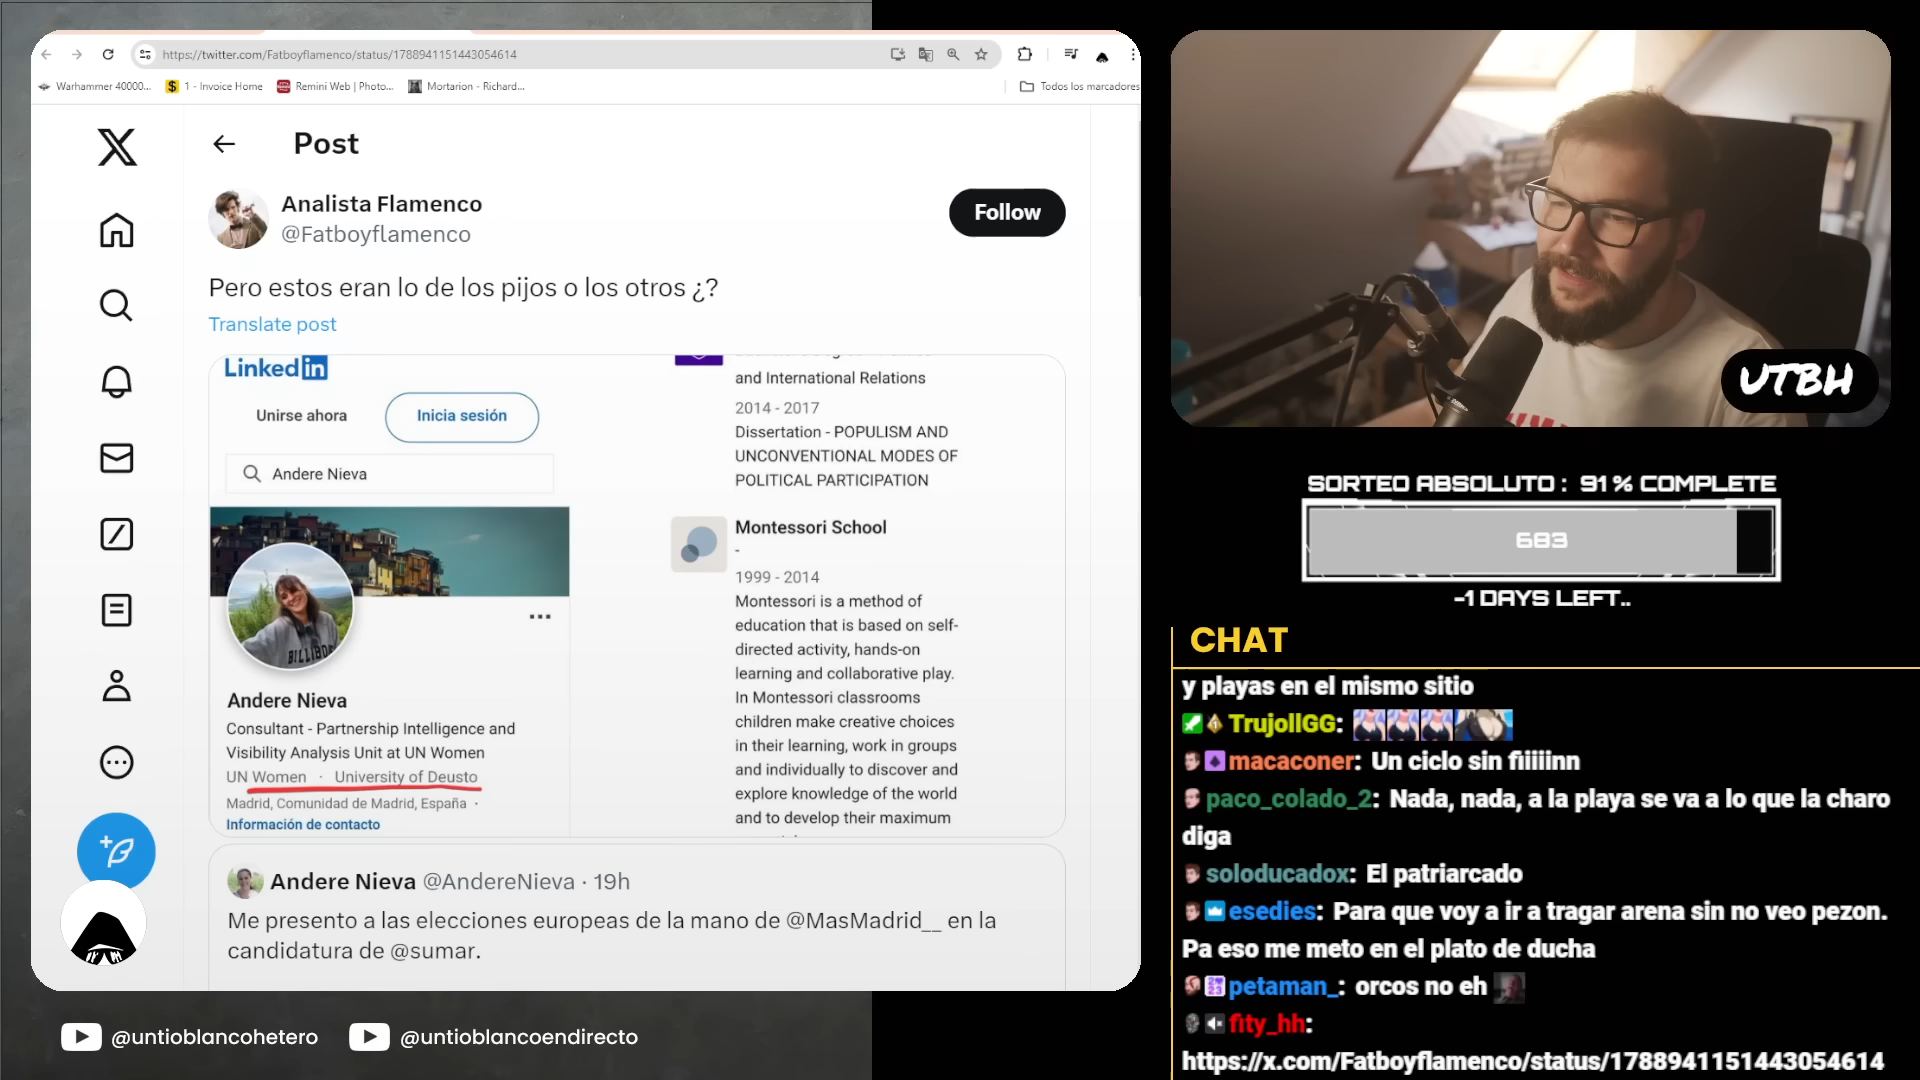 https://twitter.com/Fatboyflamenco/status/1788941151443054614
Warhammer 40000...
1 - Invoice Home
Remini Web | Photo...
Mortarion - Richard...
Todos los marcadores
Post
Analista Flamenco
@Fatboyflamenco
Follow
Pero estos eran lo de los pijos o los otros ¿?
Translate post
Linked in
Unirse ahora
Inicia sesión
Andere Nieva
BILLABO
Andere Nieva
Consultant - Partnership Intelligence and
Visibility Analysis Unit at UN Women
UN Women · University of Deusto
Madrid, Comunidad de Madrid, España ·
Información de contacto
and International Relations
2014 - 2017
Dissertation - POPULISM AND
UNCONVENTIONAL MODES OF
POLITICAL PARTICIPATION
Montessori School
-
1999 - 2014
Montessori is a method of
education that is based on self-
directed activity, hands-on
learning and collaborative play.
In Montessori classrooms
children make creative choices
in their learning, work in groups
and individually to discover and
explore knowledge of the world
and to develop their maximum
Andere Nieva @AndereNieva · 19h
Me presento a las elecciones europeas de la mano de @MasMadrid__ en la
candidatura de @sumar.
@untioblancohetero
@untioblancoendirecto
UTBH
SORTEO ABSOLUTO : 91 % COMPLETE
683
-1 DAYS LEFT..
CHAT
y playas en el mismo sitio
TrujollGG:
macaconer: Un ciclo sin fiiiiinn
paco_colado_2: Nada, nada, a la playa se va a lo que la charo
diga
soloducadox: El patriarcado
esedies: Para que voy a ir a tragar arena sin no veo pezon.
Pa eso me meto en el plato de ducha
petaman_: orcos no eh
fity_hh:
https://x.com/Fatboyflamenco/status/1788941151443054614